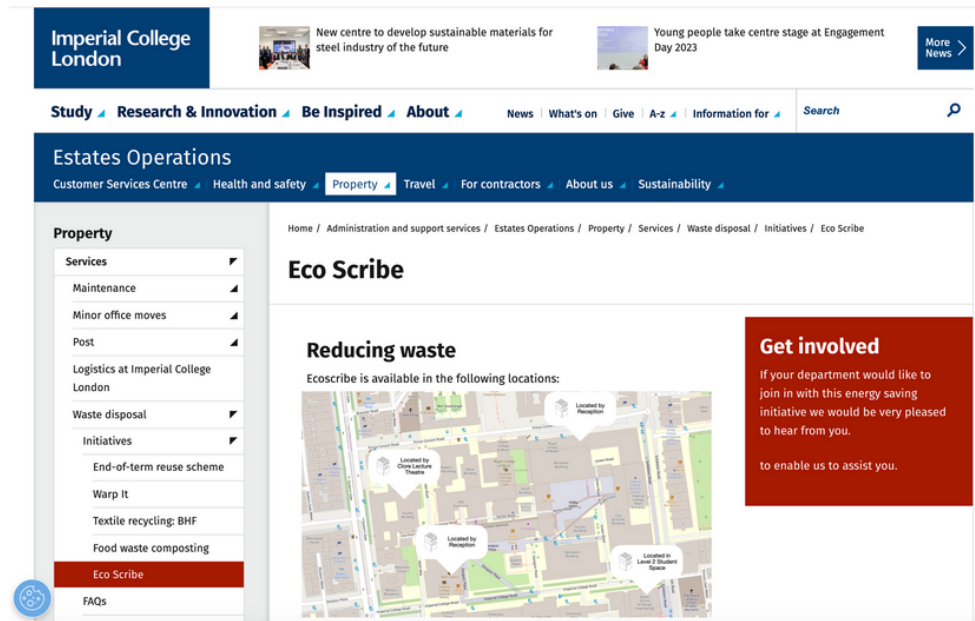 Imperial College
London
New centre to develop sustainable materials for
steel industry of the future
Young people take centre stage at Engagement
Day 2023
More
News
Study Research & Innovation Be Inspired About
News What's on Give A-z Information for
Search
Estates Operations
Customer Services Centre Health and safety Property Travel For contractors About us Sustainability
Property
Services
Maintenance
Minor office moves
Post
Logistics at Imperial College
London
Waste disposal
Initiatives
End-of-term reuse scheme
Warp It
Textile recycling: BHF
Food waste composting
Eco Scribe
FAQs
Home / Administration and support services / Estates Operations / Property / Services / Waste disposal / Initiatives / Eco Scribe
Eco Scribe
Reducing waste
Ecoscribe is available in the following locations:
Located by
Reception
Located by
Clore Lecture
Theatre
Located by
Reception
Located in
Level 2 Student
Space
Get involved
If your department would like to
join in with this energy saving
initiative we would be very pleased
to hear from you.
to enable us to assist you.